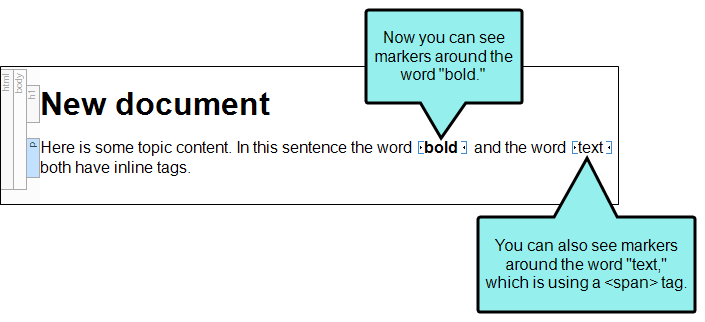 Now you can see
markers around the
word "bold."
html
body
h1
New document
p
Here is some topic content. In this sentence the word bold and the word text
both have inline tags.
You can also see markers
around the word "text,"
which is using a <span> tag.